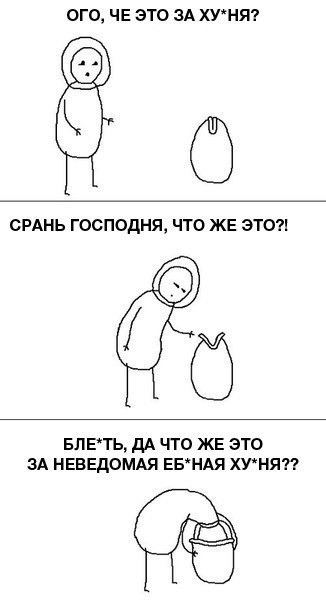 ОГО, ЧЕ ЭТО ЗА ХУ*НЯ?
СРАНЬ ГОСПОДНЯ, ЧТО ЖЕ ЭТО?!
БЛЕ*ТЬ, ДА ЧТО ЖЕ ЭТО
ЗА НЕВЕДОМАЯ ЕБ*НАЯ ХУ*НЯ??